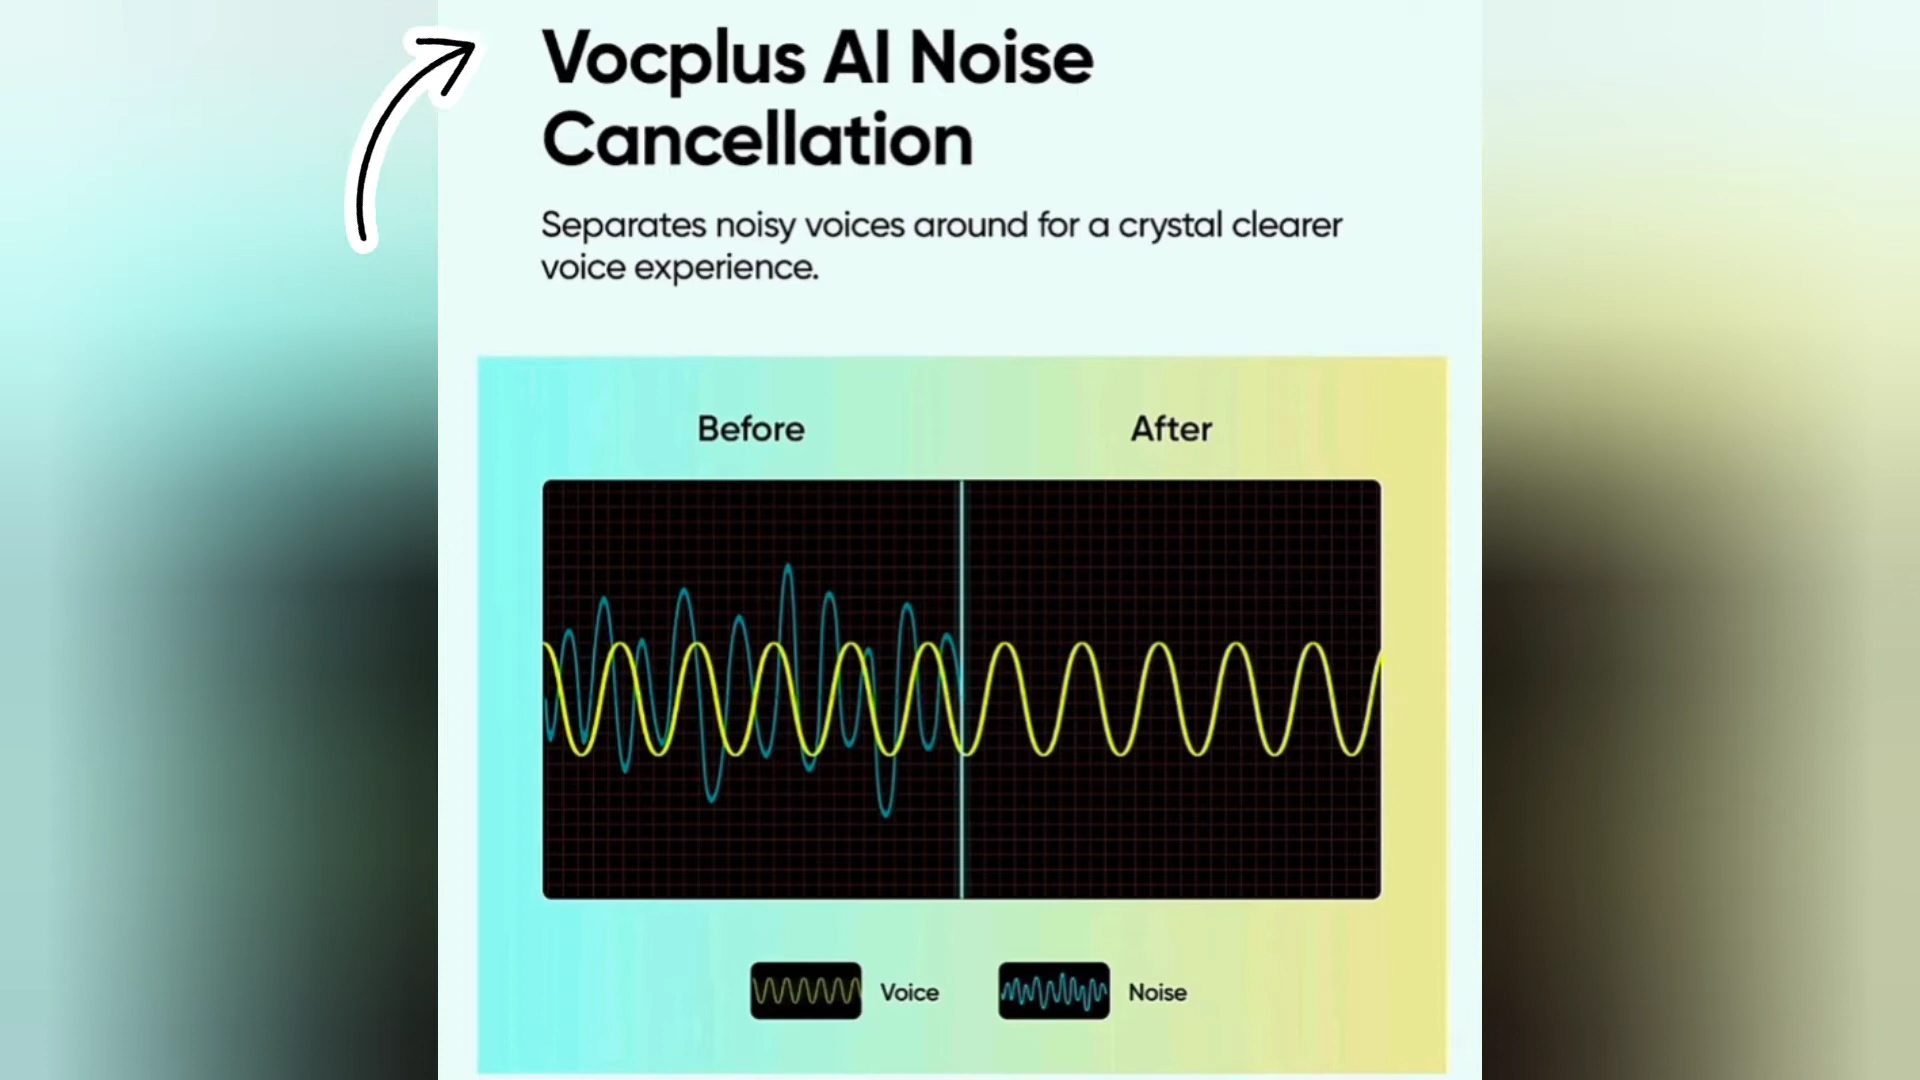 Vocplus AI Noise
Cancellation
Separates noisy voices around for a crystal clearer
voice experience.
Before
After
Voice
Noise